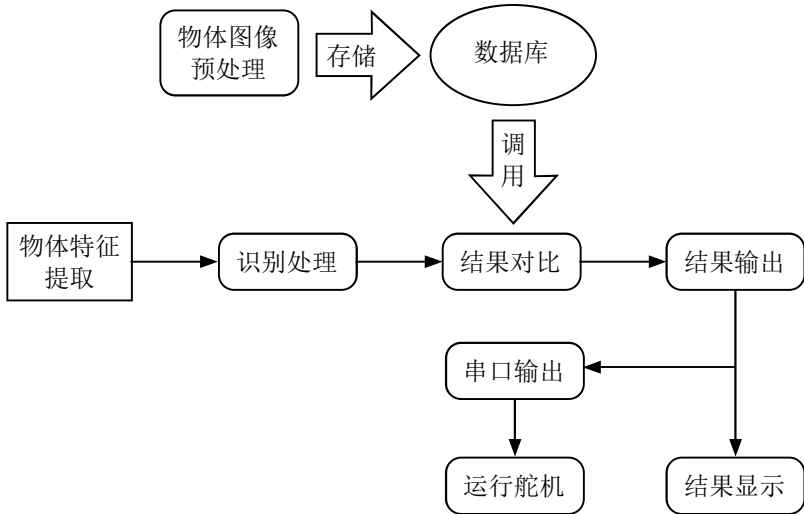 物体图像
预处理
存储
数据库
调
用
物体特征
提取
识别处理
结果对比
结果输出
串口输出
运行舵机
结果显示